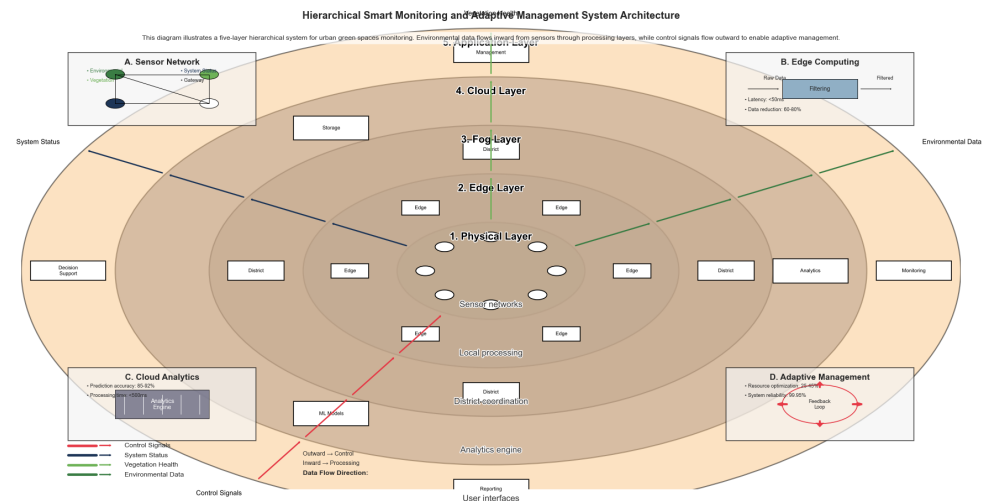 Vegetation Health
Hierarchical Smart Monitoring and Adaptive Management System Architecture
This diagram illustrates a five-layer hierarchical system for urban green spaces monitoring. Environmental data flows inward from sensors through processing layers, while control signals flow outward to enable adaptive management.
5. Application Layer
Management
A. Sensor Network
• Environ
• System Status
• Vegetation
• Gateway
B. Edge Computing
Raw Data
Filtered
Filtering
• Latency: <50ms
• Data reduction: 60-80%
4. Cloud Layer
Storage
System Status
Environmental Data
3. Fog Layer
District
2. Edge Layer
Edge
Edge
1. Physical Layer
Decision
Support
District
Edge
Edge
District
Analytics
Monitoring
Sensor networks
Edge
Edge
Local processing
C. Cloud Analytics
• Prediction accuracy: 85-92%
Analytics
Engine
D. Adaptive Management
• Resource optimization:
• System reliability: 99.95%
Feedback
Loop
District
District coordination
ML Models
Control Signals
System Status
Vegetation Health
Environmental Data
Analytics engine
Outward → Control
Inward → Processing
Data Flow Direction:
Reporting
Control Signals
User interfaces